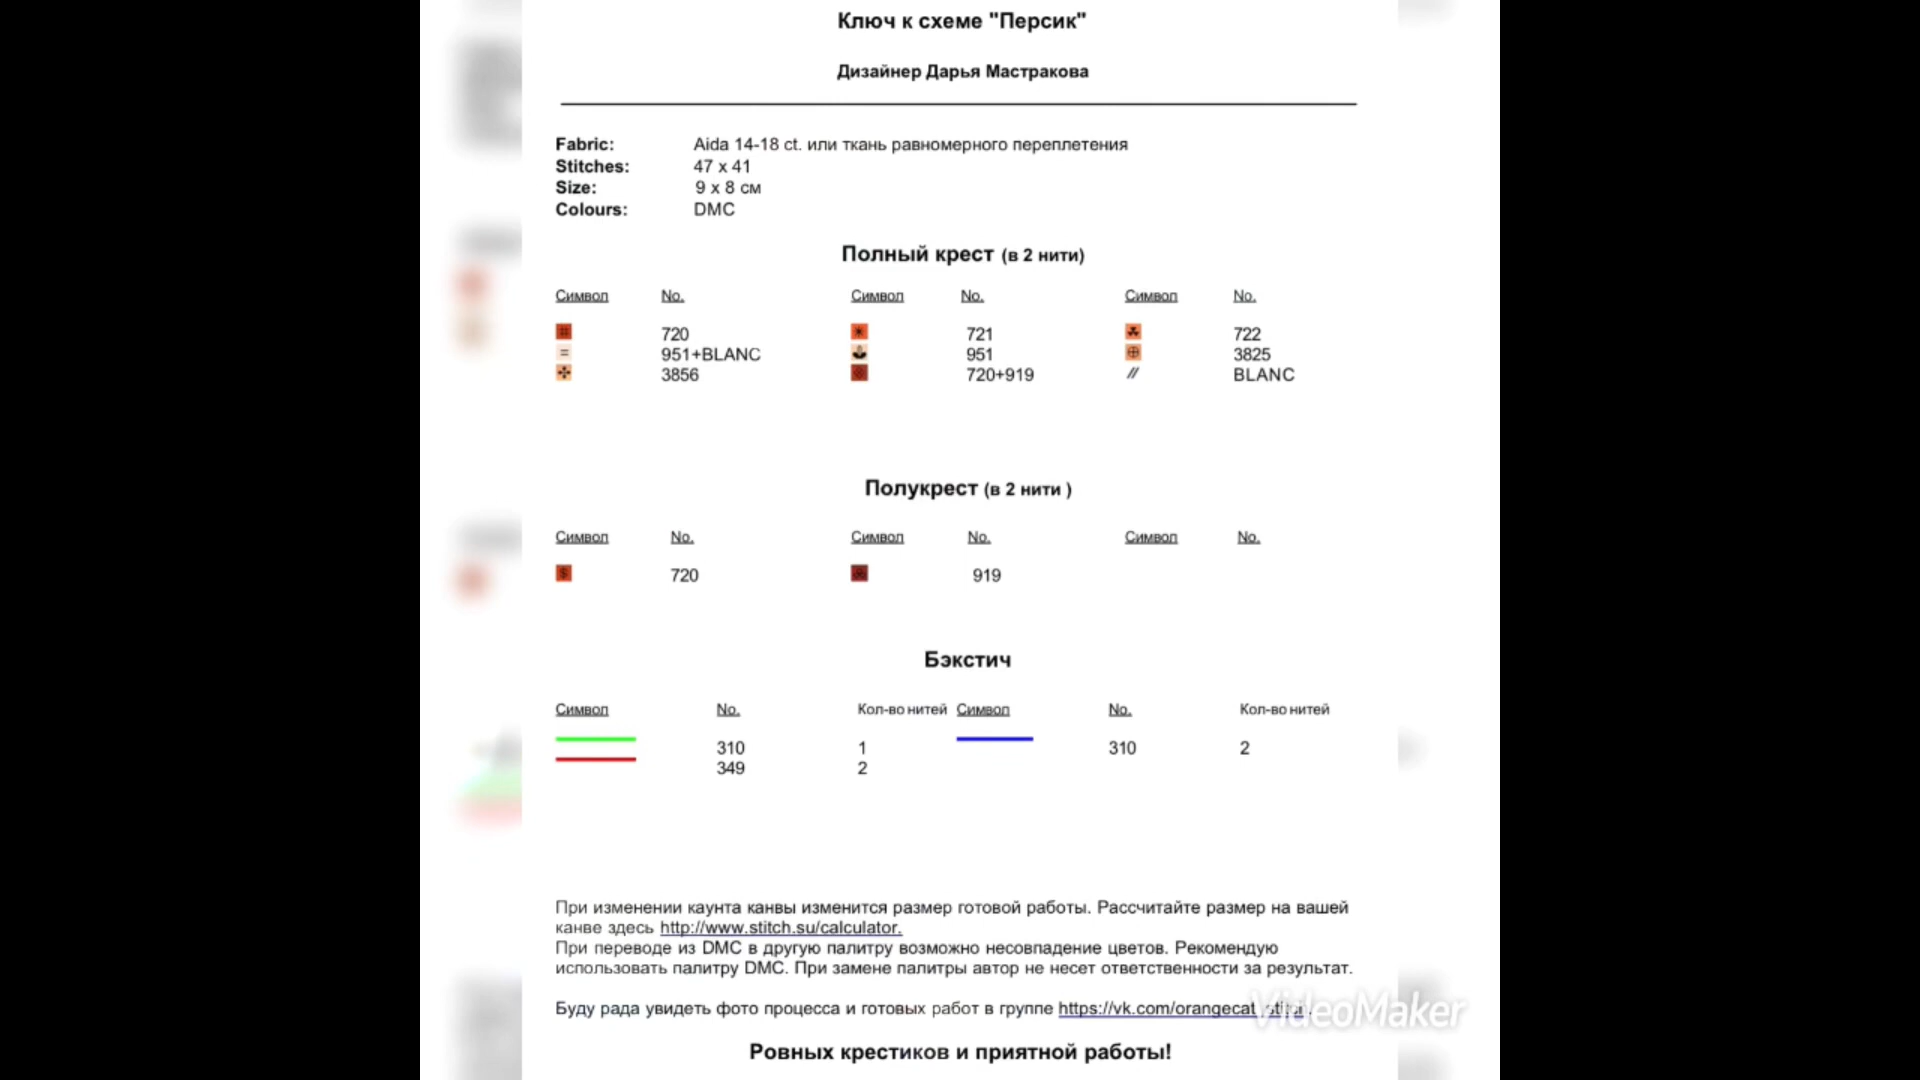 Ключ к схеме "Персик"
Дизайнер Дарья Мастракова
Fabric: Aida 14-18 ct. или ткань равномерного переплетения
Stitches: 47 x 41
Size: 9 x 8 см
Colours: DMC
Полный крест (в 2 нити)
Символ No. Символ No. Символ No.
720 721 722
= 951+BLANC 951 3825
3856 720+919 // BLANC
Полукрест (в 2 нити )
Символ No. Символ No. Символ No.
$ 720 919
Бэкстич
Символ No. Кол-во нитей Символ No. Кол-во нитей
310 1 310 2
349 2
При изменении каунта канвы изменится размер готовой работы. Рассчитайте размер на вашей
канве здесь http://www.stitch.su/calculator.
При переводе из DMC в другую палитру возможно несовпадение цветов. Рекомендую
использовать палитру DMC. При замене палитры автор не несет ответственности за результат.
Буду рада увидеть фото процесса и готовых работ в группе https://vk.com/orangecat_stitch.
VideoMaker
Ровных крестиков и приятной работы!